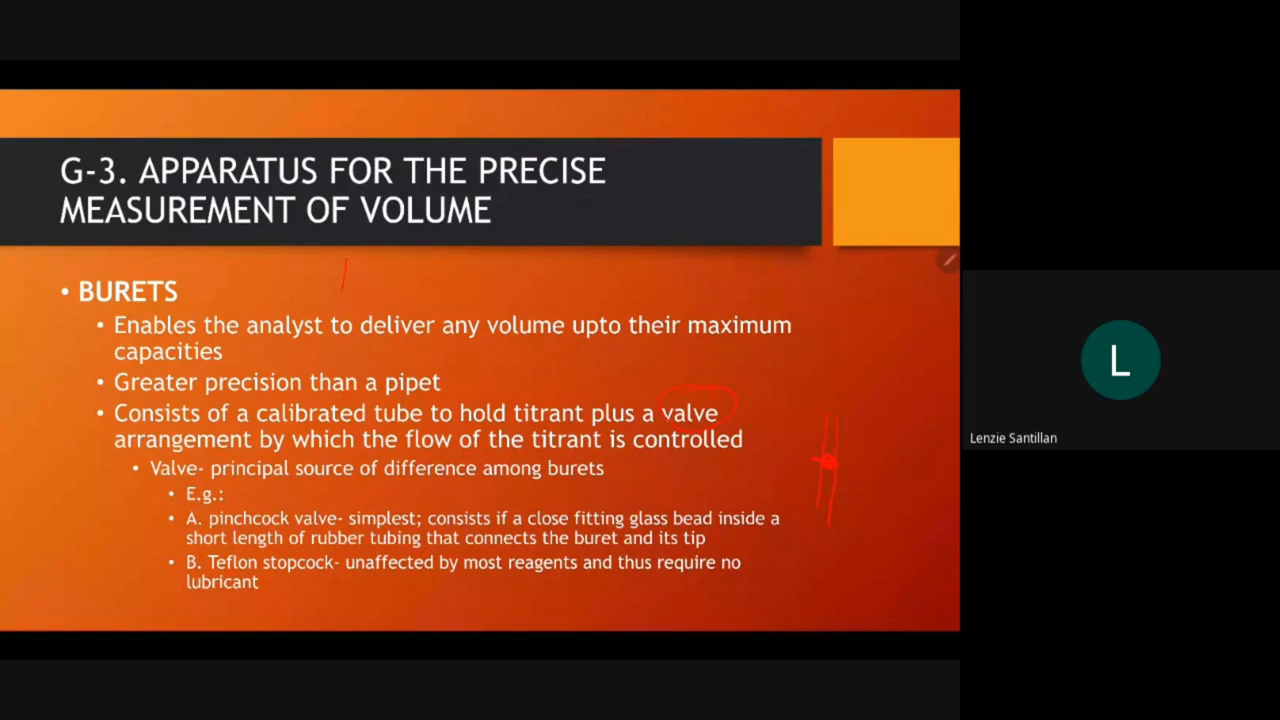 G-3. APPARATUS FOR THE PRECISE
MEASUREMENT OF VOLUME
• BURETS
• Enables the analyst to deliver any volume upto their maximum
capacities
• Greater precision than a pipet
• Consists of a calibrated tube to hold titrant plus a valve
arrangement by which the flow of the titrant is controlled
• Valve- principal source of difference among burets
• E.g.:
• A. pinchcock valve- simplest; consists if a close fitting glass bead inside a
short length of rubber tubing that connects the buret and its tip
• B. Teflon stopcock- unaffected by most reagents and thus require no
lubricant
L
Lenzie Santillan